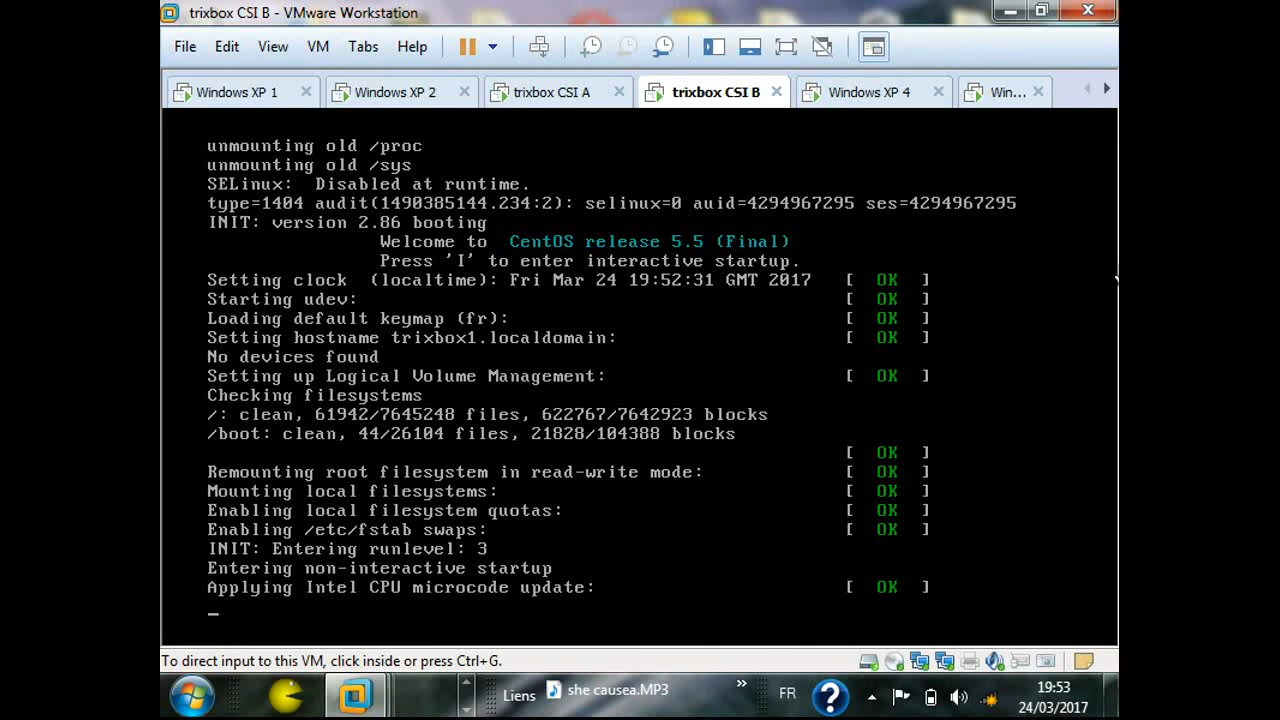 trixbox CSI B - VMware Workstation
File Edit View VM Tabs Help
Windows XP 1 Windows XP 2 trixbox CSI A trixbox CSI B Windows XP 4 Win...
unmounting old /proc
unmounting old /sys
SELinux:  Disabled at runtime.
type=1404 audit(1490385144.234:2): selinux=0 auid=4294967295 ses=4294967295
INIT: version 2.86 booting
Welcome to  CentOS release 5.5 (Final)
Press 'I' to enter interactive startup.
Setting clock  (localtime): Fri Mar 24 19:52:31 GMT 2017 [  OK  ]
Starting udev: [  OK  ]
Loading default keymap (fr): [  OK  ]
Setting hostname trixbox1.localdomain: [  OK  ]
No devices found
Setting up Logical Volume Management: [  OK  ]
Checking filesystems
/: clean, 61942/7645248 files, 622767/7642923 blocks
/boot: clean, 44/26104 files, 21828/104388 blocks
[  OK  ]
Remounting root filesystem in read-write mode: [  OK  ]
Mounting local filesystems: [  OK  ]
Enabling local filesystem quotas: [  OK  ]
Enabling /etc/fstab swaps: [  OK  ]
INIT: Entering runlevel: 3
Entering non-interactive startup
Applying Intel CPU microcode update: [  OK  ]
_
To direct input to this VM, click inside or press Ctrl+G.
Liens she causea.MP3 » FR 19:53
24/03/2017